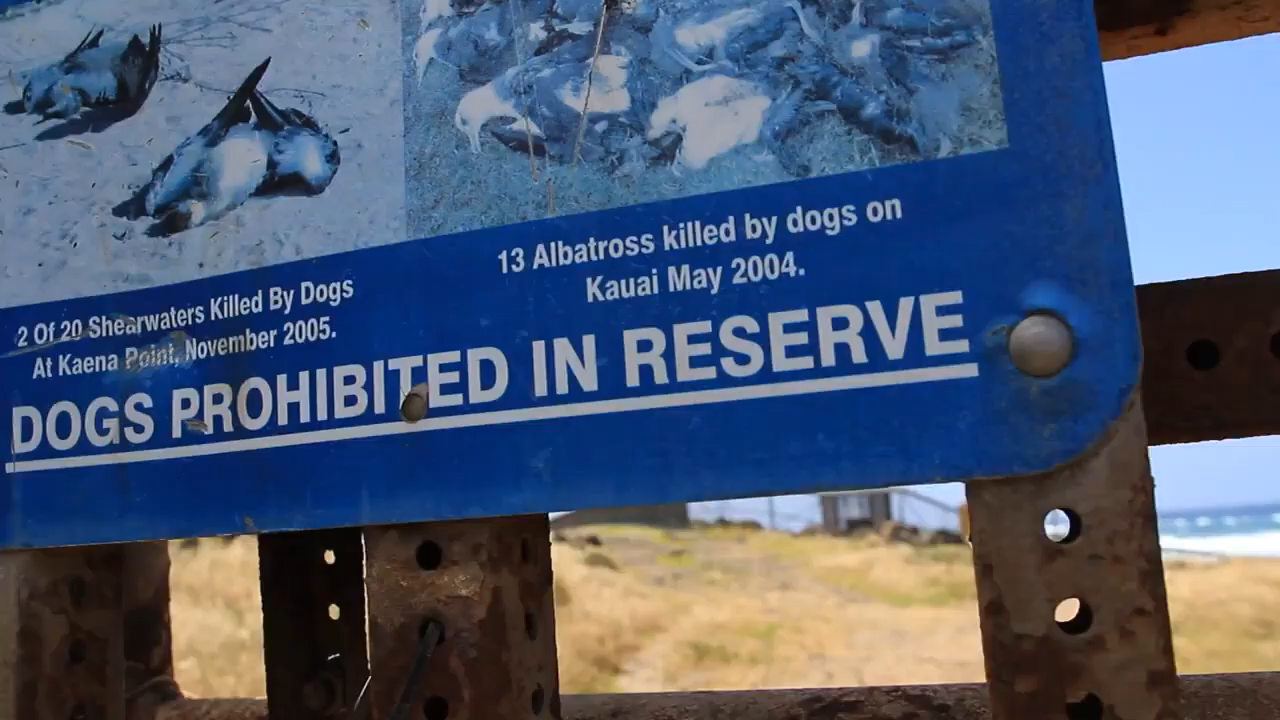 2 Of 20 Shearwaters Killed By Dogs
At Kaena Point, November 2005.
13 Albatross killed by dogs on
Kauai May 2004.
DOGS PROHIBITED IN RESERVE